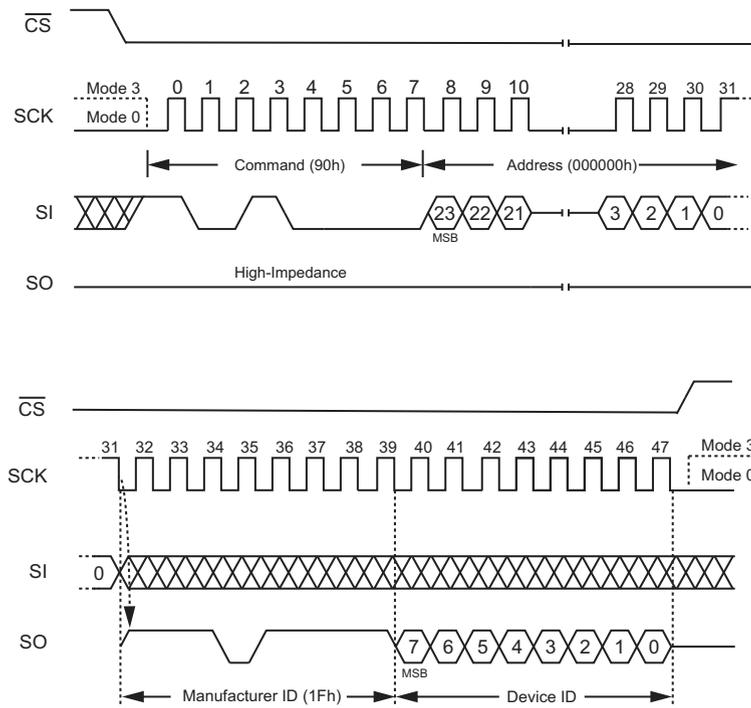 CS
Mode 3 0 1 2 3 4 5 6 7 8 9 10 28 29 30 31
SCK
Mode 0
Command (90h) Address (000000h)
SI 23 22 21 3 2 1 0
MSB
High-Impedance
SO
CS
31 32 33 34 35 36 37 38 39 40 41 42 43 44 45 46 47 Mode 3
SCK Mode 0
SI 0
SO 7 6 5 4 3 2 1 0
MSB
Manufacturer ID (1Fh) Device ID